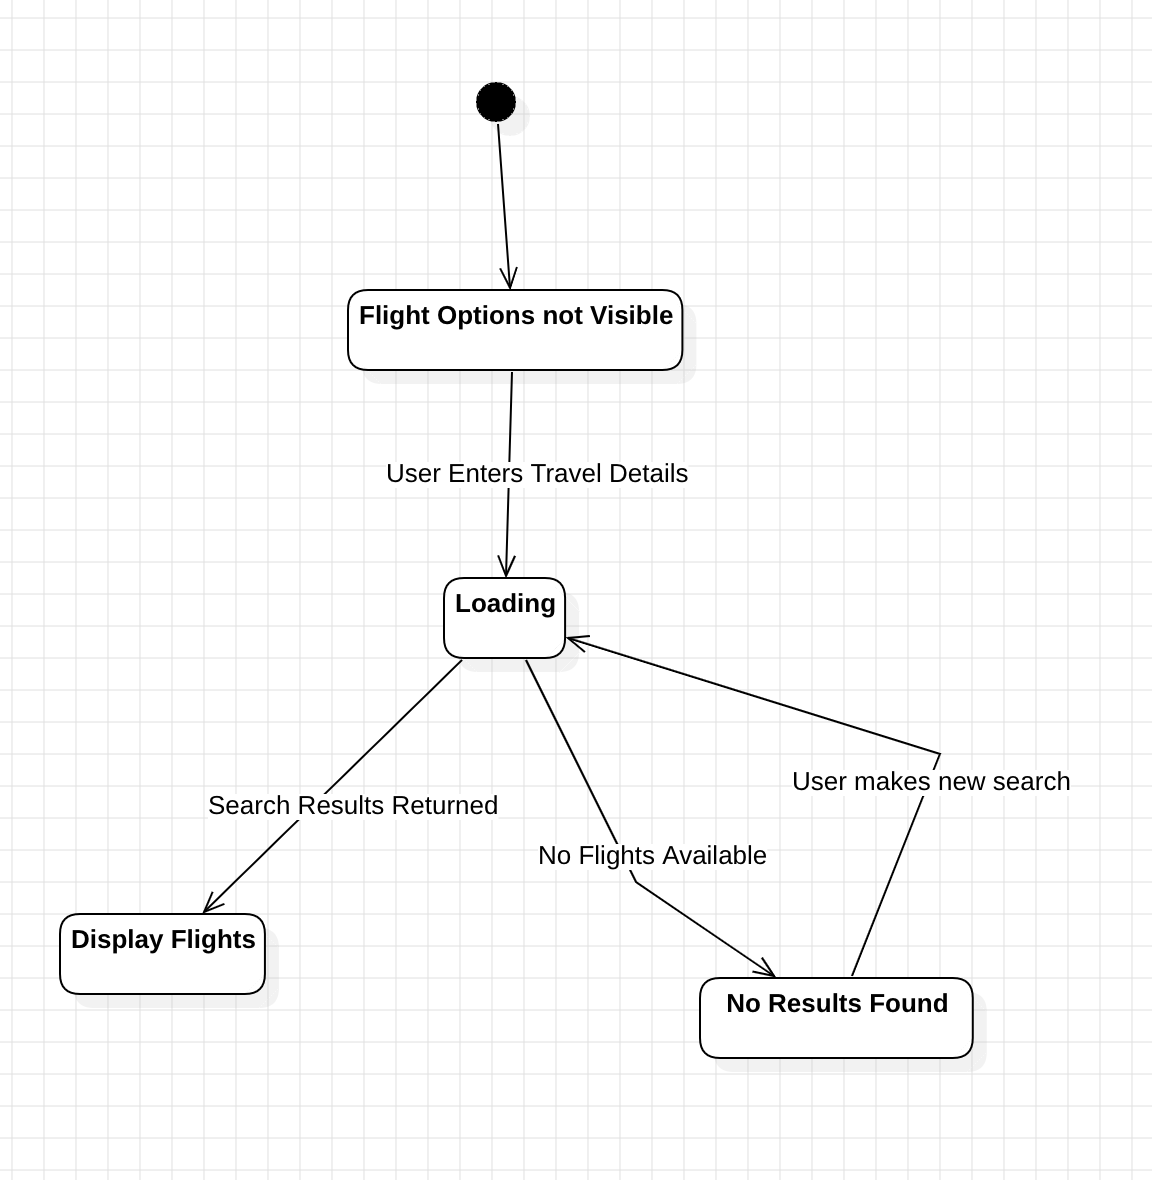 Flight Options not Visible
User Enters Travel Details
Loading
User makes new search
Search Results Returned
No Flights Available
Display Flights
No Results Found